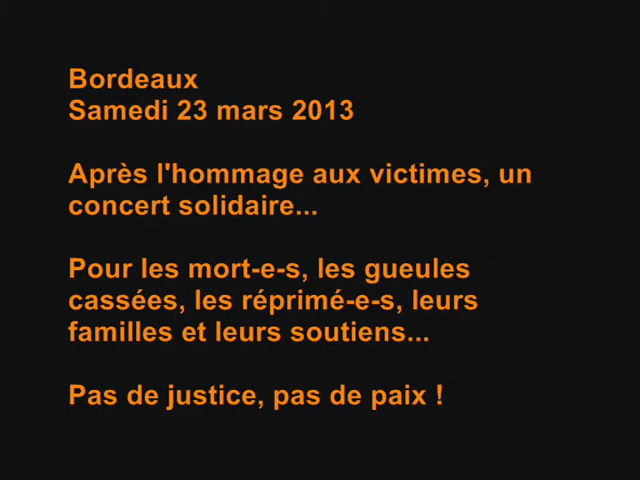 Bordeaux
Samedi 23 mars 2013
Après l'hommage aux victimes, un
concert solidaire...
Pour les mort-e-s, les gueules
cassées, les réprimé-e-s, leurs
familles et leurs soutiens...
Pas de justice, pas de paix !